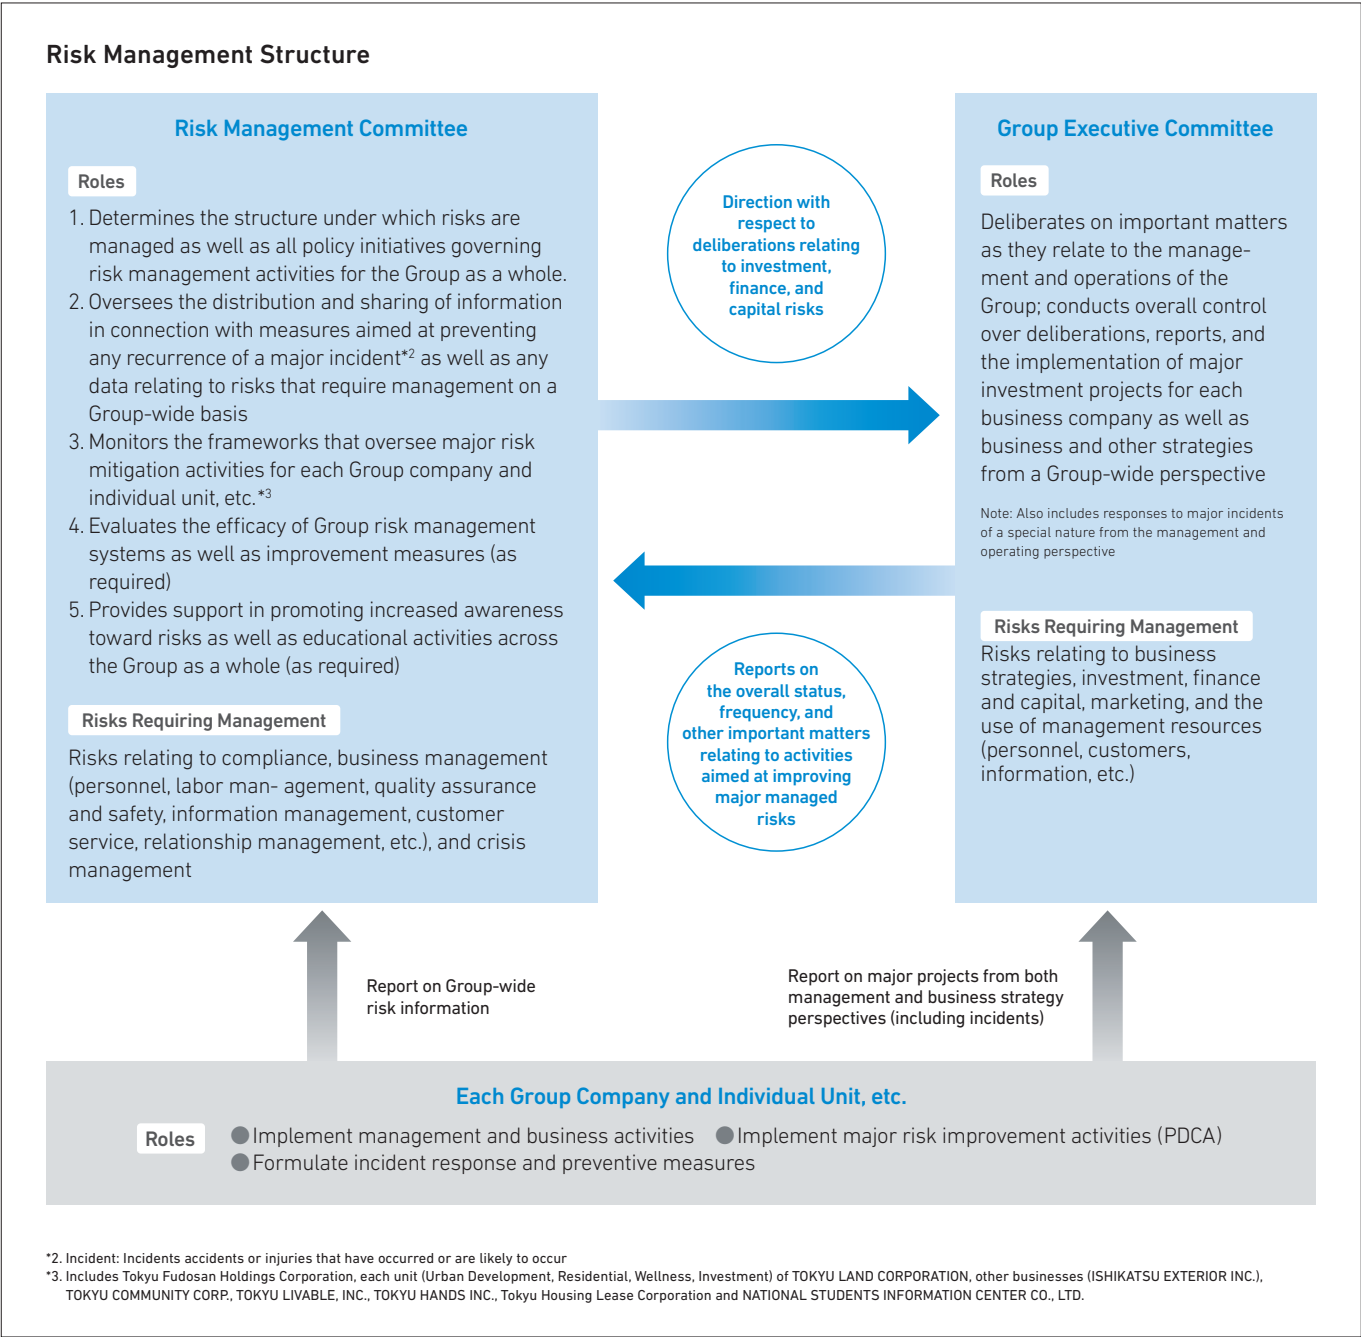 Risk Management Structure
Risk Management Committee
Roles
1. Determines the structure under which risks are
managed as well as all policy initiatives governing
risk management activities for the Group as a whole.
2. Oversees the distribution and sharing of information
in connection with measures aimed at preventing
any recurrence of a major incident*2 as well as any
data relating to risks that require management on a
Group-wide basis
3. Monitors the frameworks that oversee major risk
mitigation activities for each Group company and
individual unit, etc.*3
4. Evaluates the efficacy of Group risk management
systems as well as improvement measures (as
required)
5. Provides support in promoting increased awareness
toward risks as well as educational activities across
the Group as a whole (as required)
Risks Requiring Management
Risks relating to compliance, business management
(personnel, labor man- agement, quality assurance
and safety, information management, customer
service, relationship management, etc.), and crisis
management
Direction with
respect to
deliberations relating
to investment,
finance, and
capital risks
Reports on
the overall status,
frequency, and
other important matters
relating to activities
aimed at improving
major managed
risks
Group Executive Committee
Roles
Deliberates on important matters
as they relate to the manage-
ment and operations of the
Group; conducts overall control
over deliberations, reports, and
the implementation of major
investment projects for each
business company as well as
business and other strategies
from a Group-wide perspective
Note: Also includes responses to major incidents
of a special nature from the management and
operating perspective
Risks Requiring Management
Risks relating to business
strategies, investment, finance
and capital, marketing, and the
use of management resources
(personnel, customers,
information, etc.)
Report on Group-wide
risk information
Report on major projects from both
management and business strategy
perspectives (including incidents)
Each Group Company and Individual Unit, etc.
Roles
●Implement management and business activities ●Implement major risk improvement activities (PDCA)
●Formulate incident response and preventive measures
*2. Incident: Incidents accidents or injuries that have occurred or are likely to occur
*3. Includes Tokyu Fudosan Holdings Corporation, each unit (Urban Development, Residential, Wellness, Investment) of TOKYU LAND CORPORATION, other businesses (ISHIKATSU EXTERIOR INC.),
TOKYU COMMUNITY CORP., TOKYU LIVABLE, INC., TOKYU HANDS INC., Tokyu Housing Lease Corporation and NATIONAL STUDENTS INFORMATION CENTER CO., LTD.